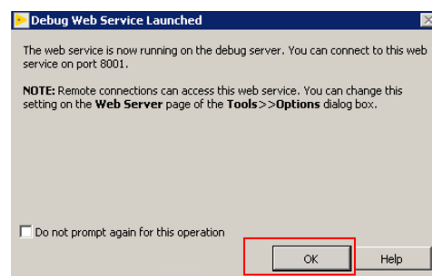 Debug Web Service Launched
The web service is now running on the debug server. You can connect to this web
service on port 8001.
NOTE: Remote connections can access this web service. You can change this
setting on the Web Server page of the Tools>>Options dialog box.
Do not prompt again for this operation
OK Help